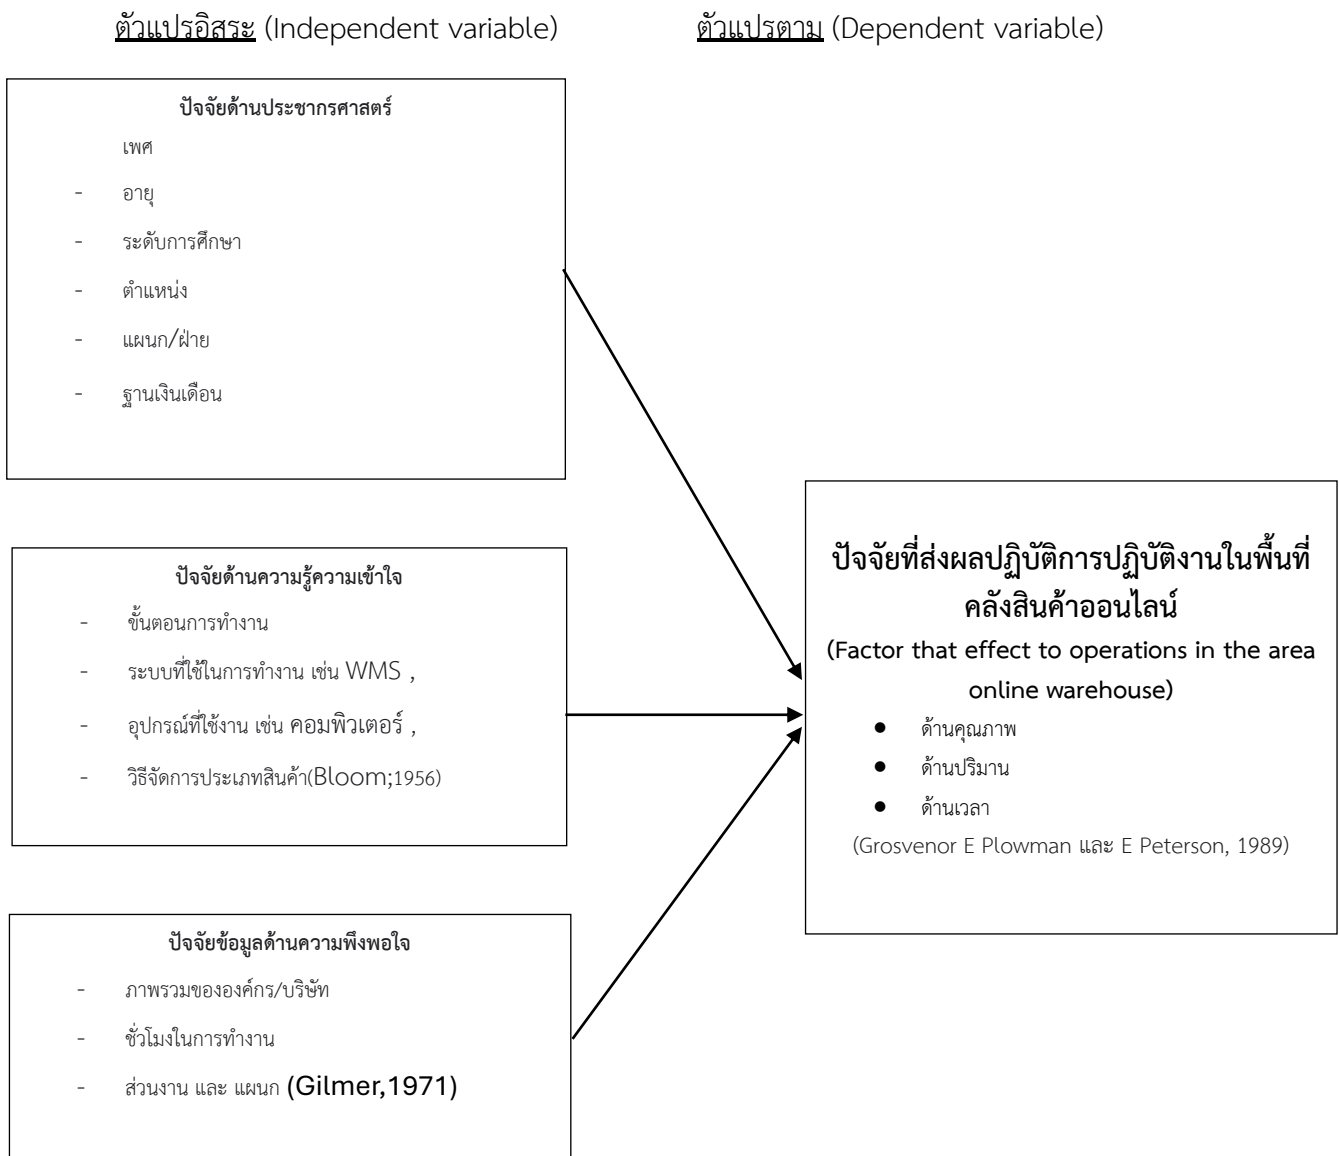 ตัวแปรอิสระ (Independent variable)
ตัวแปรตาม (Dependent variable)
ปัจจัยด้านประชากรศาสตร์
เพศ
- อายุ
- ระดับการศึกษา
- ตำแหน่ง
- แผนก/ฝ่าย
- ฐานเงินเดือน
ปัจจัยด้านความรู้ความเข้าใจ
- ขั้นตอนการทำงาน
- ระบบที่ใช้ในการทำงาน เช่น WMS ,
- อุปกรณ์ที่ใช้งาน เช่น คอมพิวเตอร์ ,
- วิธีจัดการประเภทสินค้า(Bloom;1956)
ปัจจัยข้อมูลด้านความพึงพอใจ
- ภาพรวมขององค์กร/บริษัท
- ชั่วโมงในการทำงาน
- ส่วนงาน และ แผนก (Gilmer,1971)
ปัจจัยที่ส่งผลปฏิบัติการปฏิบัติงานในพื้นที่
คลังสินค้าออนไลน์
(Factor that effect to operations in the area
online warehouse)
● ด้านคุณภาพ
● ด้านปริมาน
● ด้านเวลา
(Grosvenor E Plowman และ E Peterson, 1989)